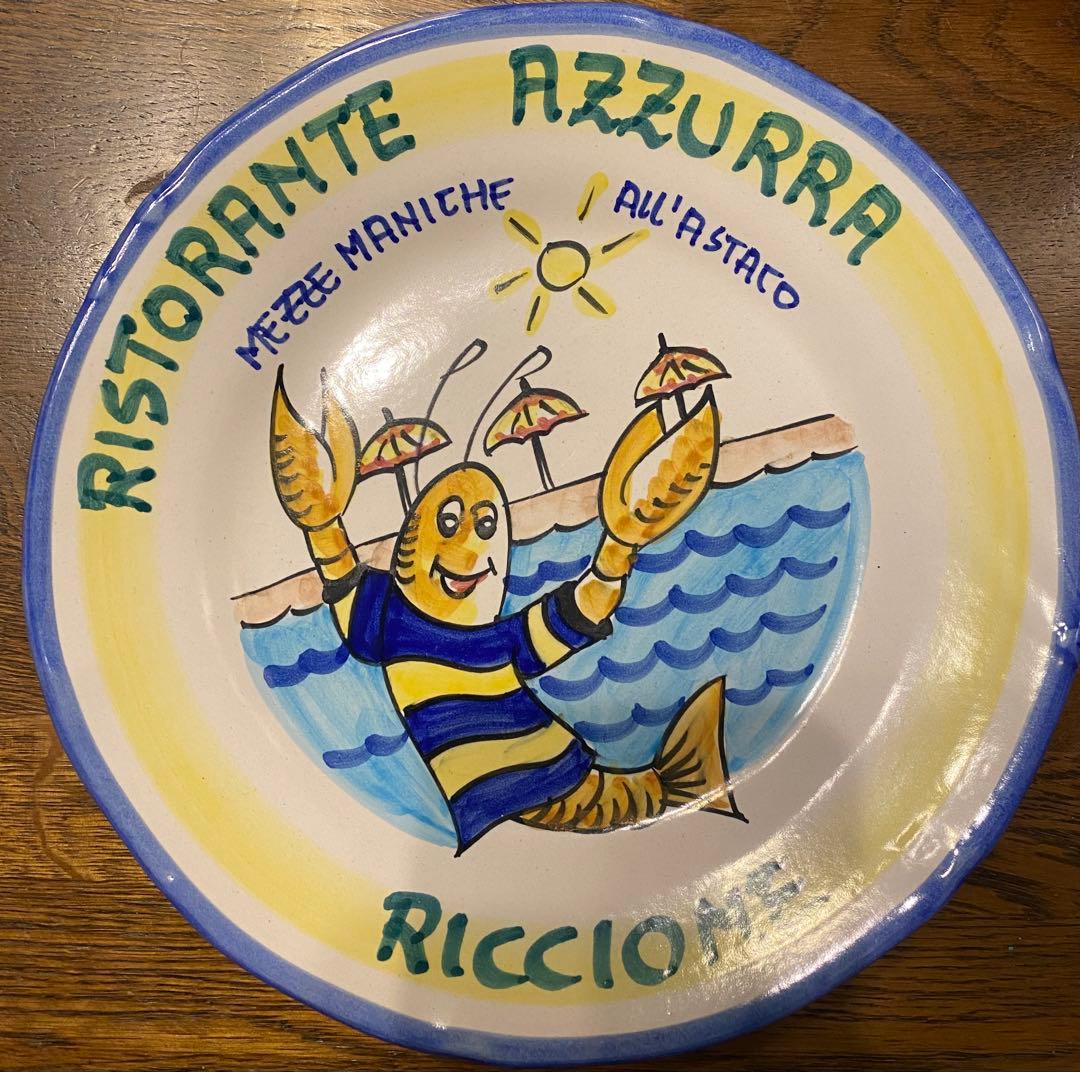 RISTORANTE AZZURRA
MEZZE MANICHE ALL'ASTACO
RICCIONE